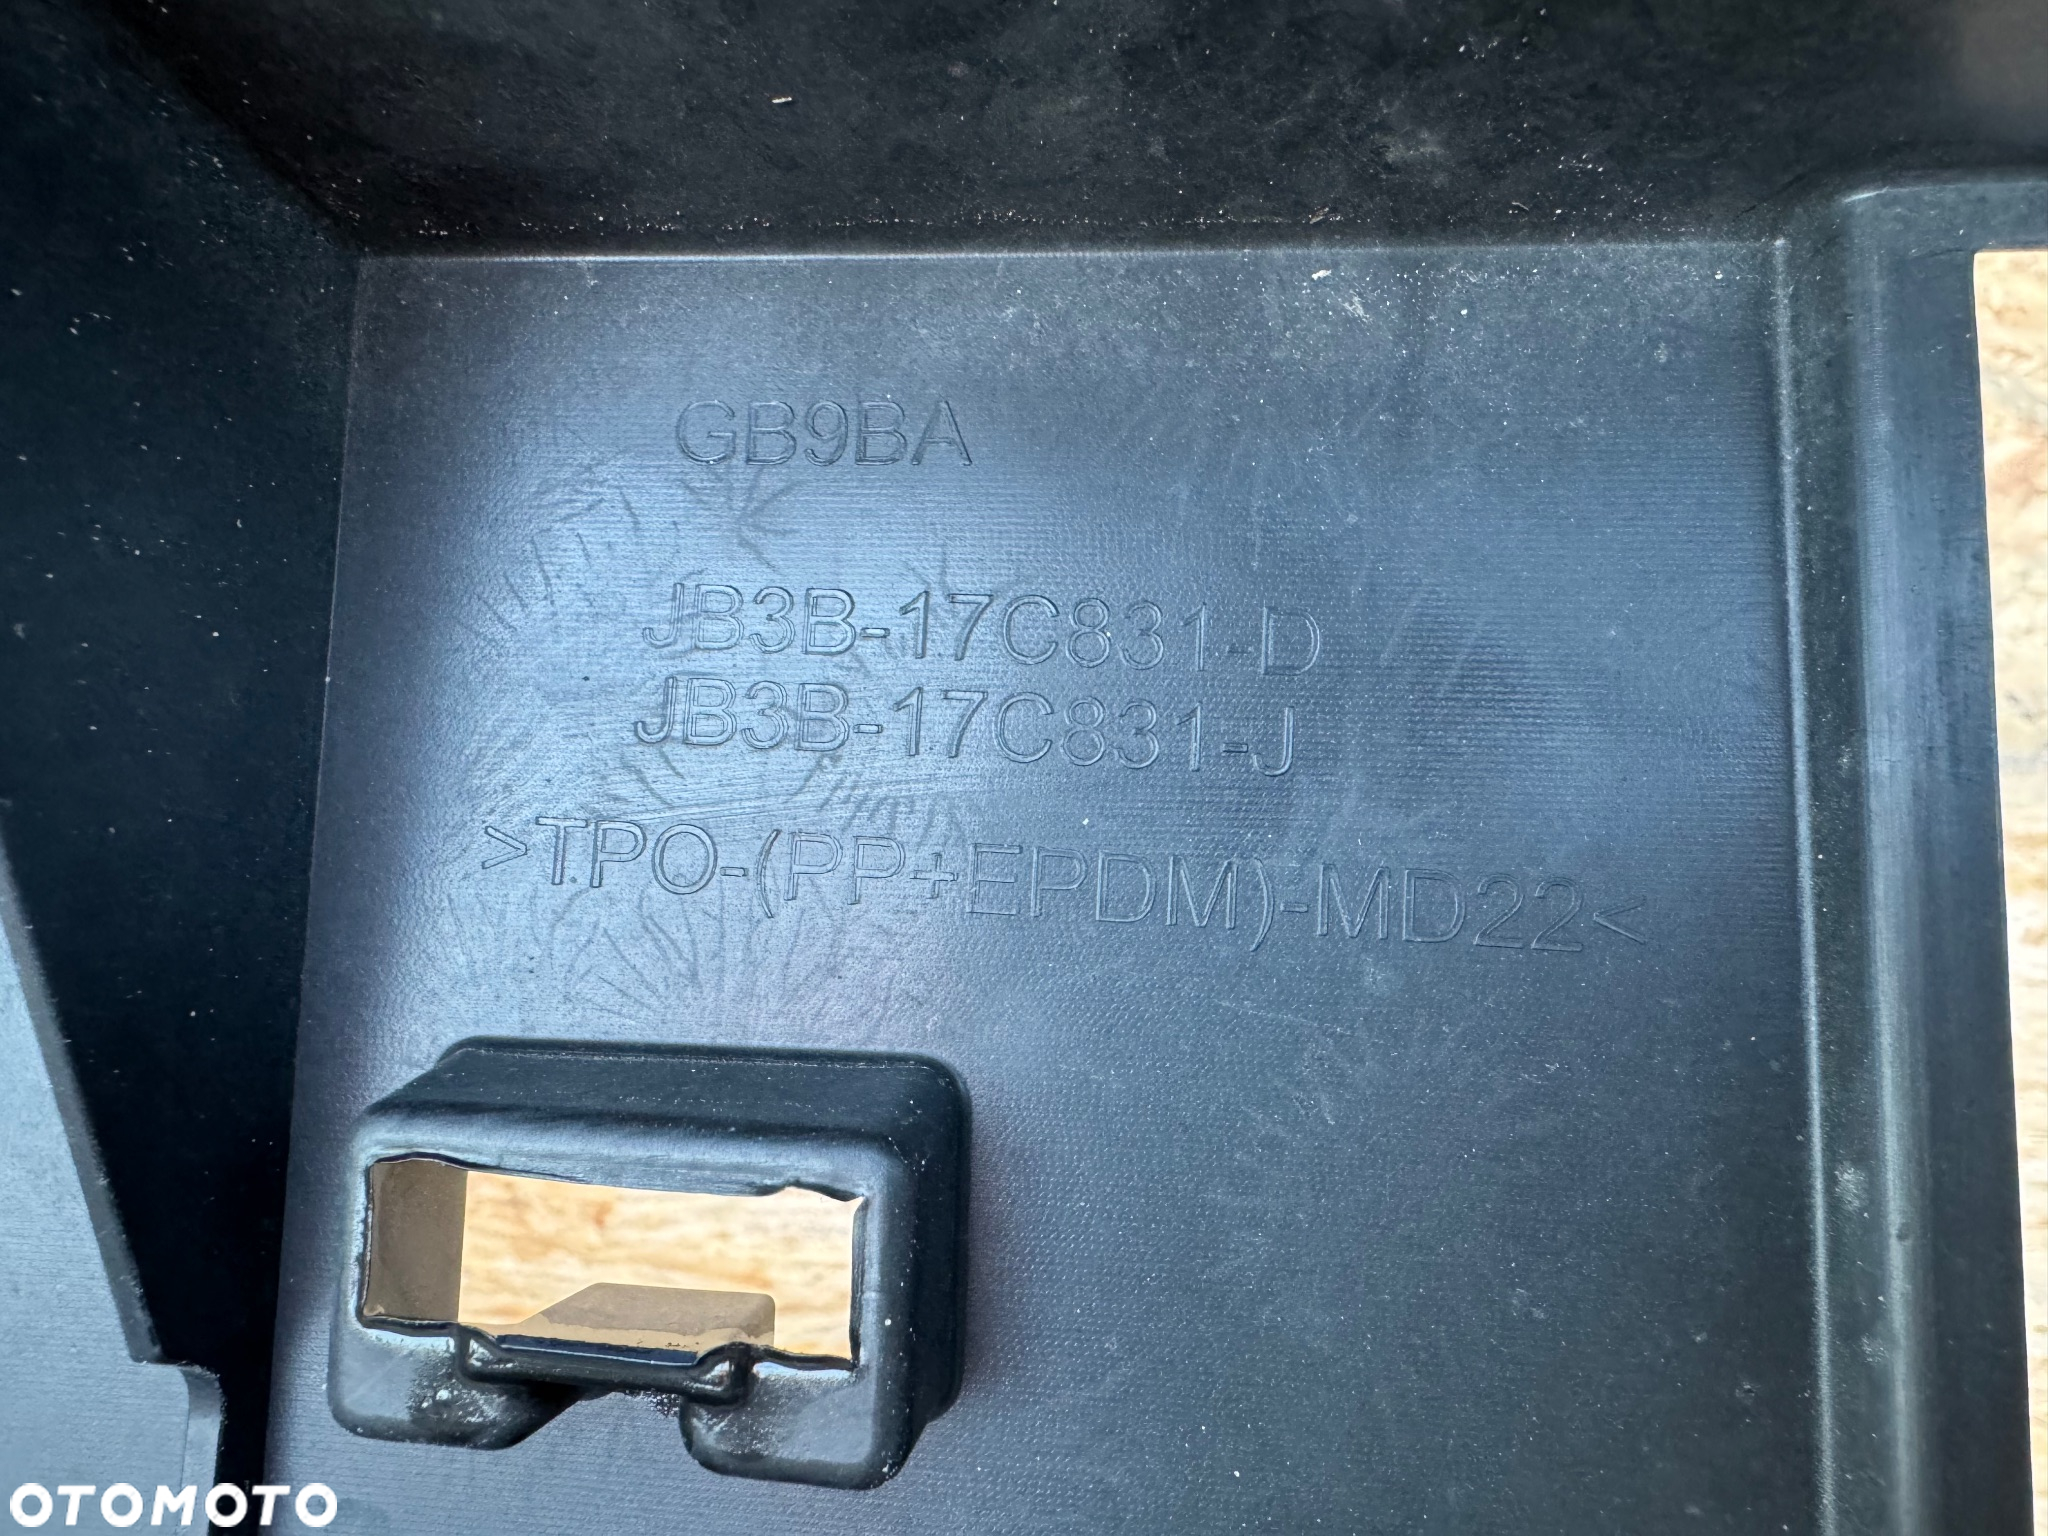 GB9BA
JB3B-17C831-D
JB3B-17C831-J
>TPO-(PP+EPDM)-MD22<
OTOMOTO